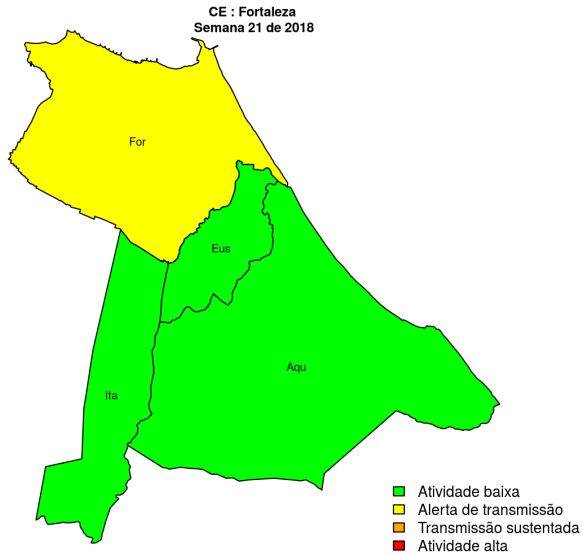 CE : Fortaleza
Semana 21 de 2018
For
Eus
Aqu
Ita
Atividade baixa
Alerta de transmissão
Transmissão sustentada
Atividade alta